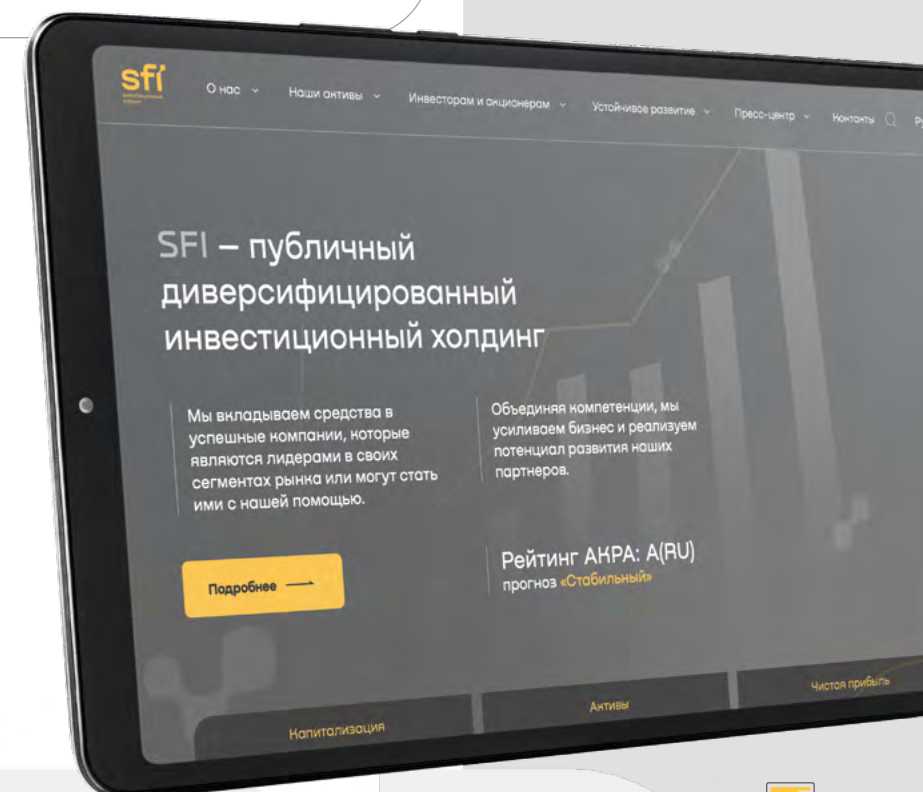 sfi
О нас
Наши активы
Инвесторам и акционерам
Устойчивое развитие
Пресс-центр
Контакты
SFI – публичный
диверсифицированный
инвестиционный холдинг
Мы вкладываем средства в
успешные компании, которые
являются лидерами в своих
сегментах рынка или могут стать
ими с нашей помощью.
Объединяя компетенции, мы
усиливаем бизнес и реализуем
потенциал развития наших
партнеров.
Подробнее
Рейтинг АКРА: A(RU)
прогноз «Стабильный»
Капитализация
Активы
Чистая прибыль